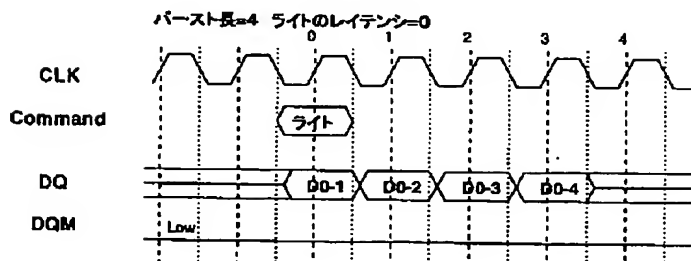 バースト長=4 ライトのレイテンシ=0
0 1 2 3 4
CLK
Command ライト
DQ D0-1 D0-2 D0-3 D0-4
DQM Low